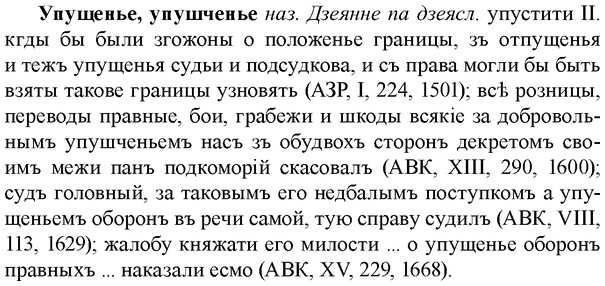 Упущенье, упушченье наз. Дзеянне па дзеясл. упустити II.
кгды бы были згожоны о положенье границы, зъ отпущенья
и тежъ упущенья судьи и подсудкова, и съ права могли бы быть
взяты такове границы узновять (АЗР, I, 224, 1501); всѣ розницы,
переводы правные, бои, грабежи и шкоды всякіе за доброволь-
нымъ упушченьемъ насъ зъ обудвохъ сторонъ декретомъ сво-
имъ межи панъ подкоморій скасовалъ (АВК, XIII, 290, 1600);
судъ головный, за таковымъ его недбалымъ поступкомъ а упу-
щеньемъ оборонъ въ речи самой, тую справу судилъ (АВК, VIII,
113, 1629); жалобу княжати его милости ... о упущенье оборонъ
правныхъ ... наказали есмо (АВК, XV, 229, 1668).